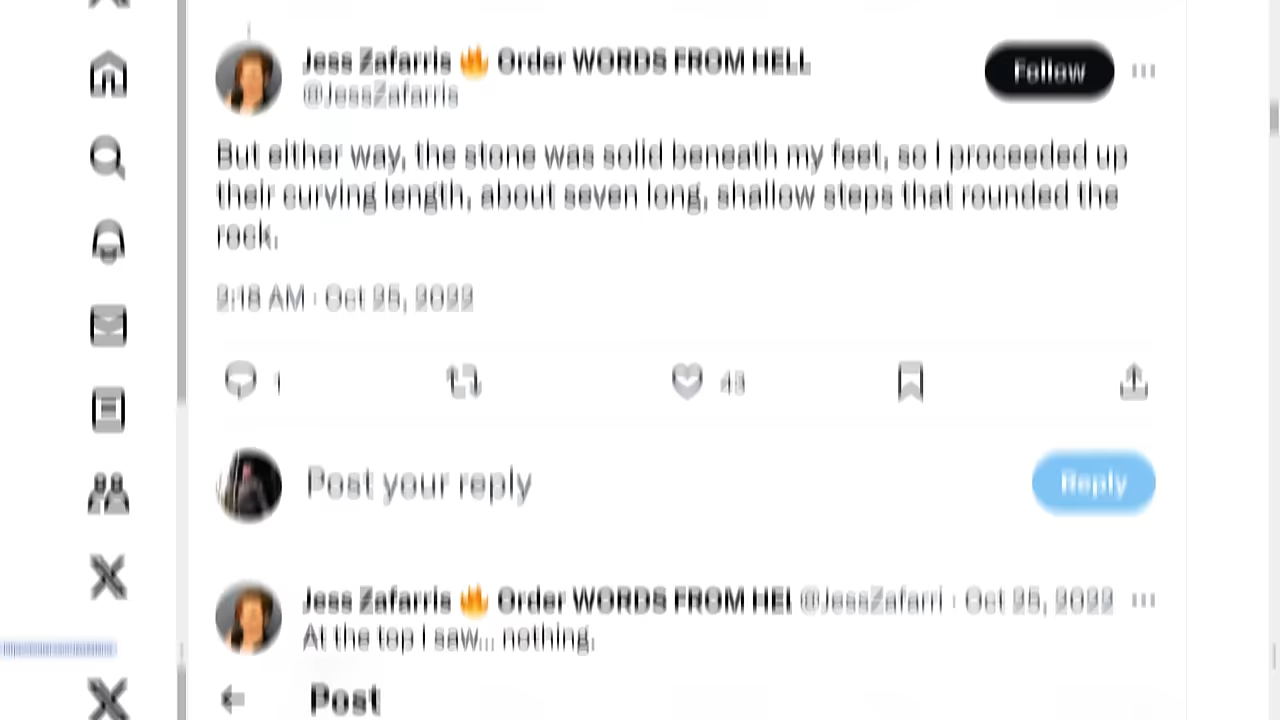 Jess Zafarris 🔥 Order WORDS FROM HELL
Follow
@JessZafarris
But either way, the stone was solid beneath my feet, so I proceeded up
their curving length, about seven long, shallow steps that rounded the
rock.
AM · Oct 25, 2022
1
Post your reply
Reply
Jess Zafarris 🔥 Order WORDS FROM HEL @JessZafarri · Oct 25, 2022
At the top I saw... nothing.
Post